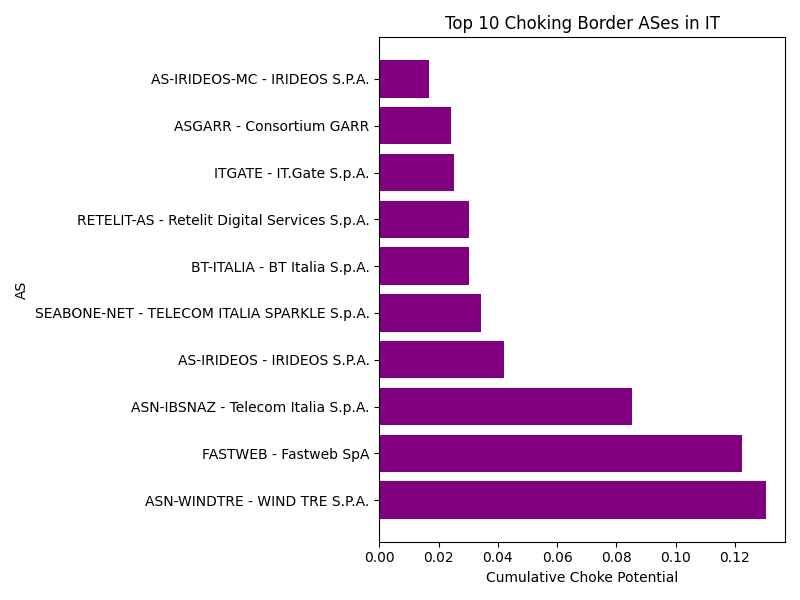 Top 10 Choking Border ASes in IT
AS
AS-IRIDEOS-MC - IRIDEOS S.P.A.
ASGARR - Consortium GARR
ITGATE - IT.Gate S.p.A.
RETELIT-AS - Retelit Digital Services S.p.A.
BT-ITALIA - BT Italia S.p.A.
SEABONE-NET - TELECOM ITALIA SPARKLE S.p.A.
AS-IRIDEOS - IRIDEOS S.P.A.
ASN-IBSNAZ - Telecom Italia S.p.A.
FASTWEB - Fastweb SpA
ASN-WINDTRE - WIND TRE S.P.A.
0.00 0.02 0.04 0.06 0.08 0.10 0.12
Cumulative Choke Potential